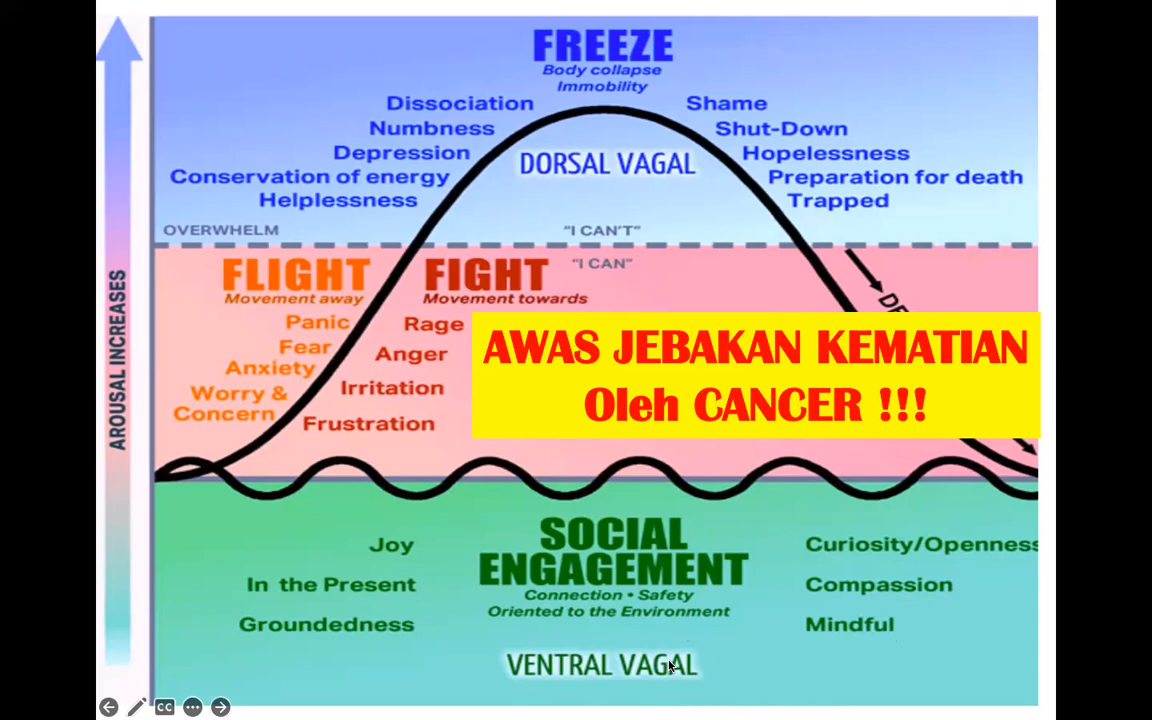 FREEZE
Body collapse
Immobility
Dissociation
Shame
Numbness
Shut-Down
Depression
DORSAL VAGAL
Hopelessness
Conservation of energy
Preparation for death
Helplessness
Trapped
OVERWHELM
"I CAN'T"
"I CAN"
FLIGHT
Movement away
FIGHT
Movement towards
Panic
Fear
Anxiety
Worry &
Concern
Rage
Anger
Irritation
Frustration
AWAS JEBAKAN KEMATIAN
Oleh CANCER !!!
AROUSAL INCREASES
SOCIAL
ENGAGEMENT
Connection • Safety
Oriented to the Environment
Joy
In the Present
Groundedness
Curiosity/Openness
Compassion
Mindful
VENTRAL VAGAL
CC